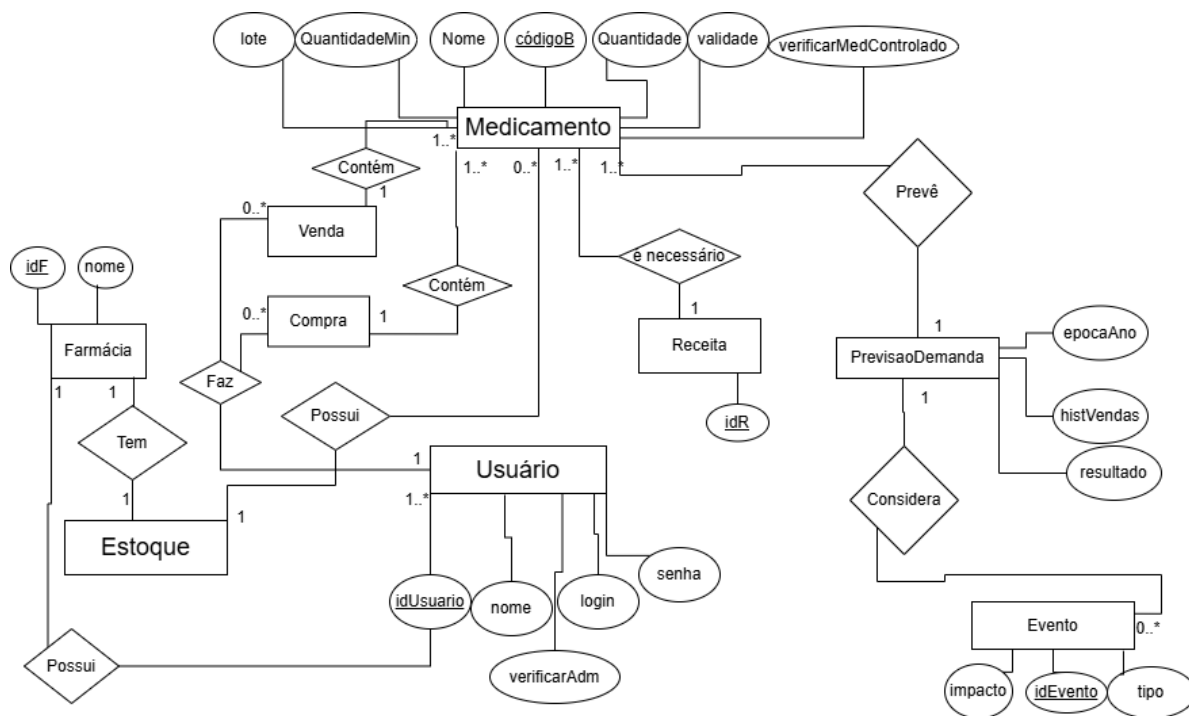 lote
QuantidadeMin
Nome
códigoB
Quantidade
validade
verificarMedControlado
Medicamento
1..*
1..*
0..*
1..*
1..*
Contém
1
Prevê
0..*
Venda
é necessário
idF
nome
Contém
0..*
Compra
1
1
Receita
1
epocaAno
Farmácia
PrevisaoDemanda
1
1
Faz
1
Possui
idR
histVendas
Tem
1
Usuário
resultado
1
1
1..*
Considera
Estoque
senha
idUsuario
nome
login
Evento
0..*
Possui
verificarAdm
impacto
idEvento
tipo